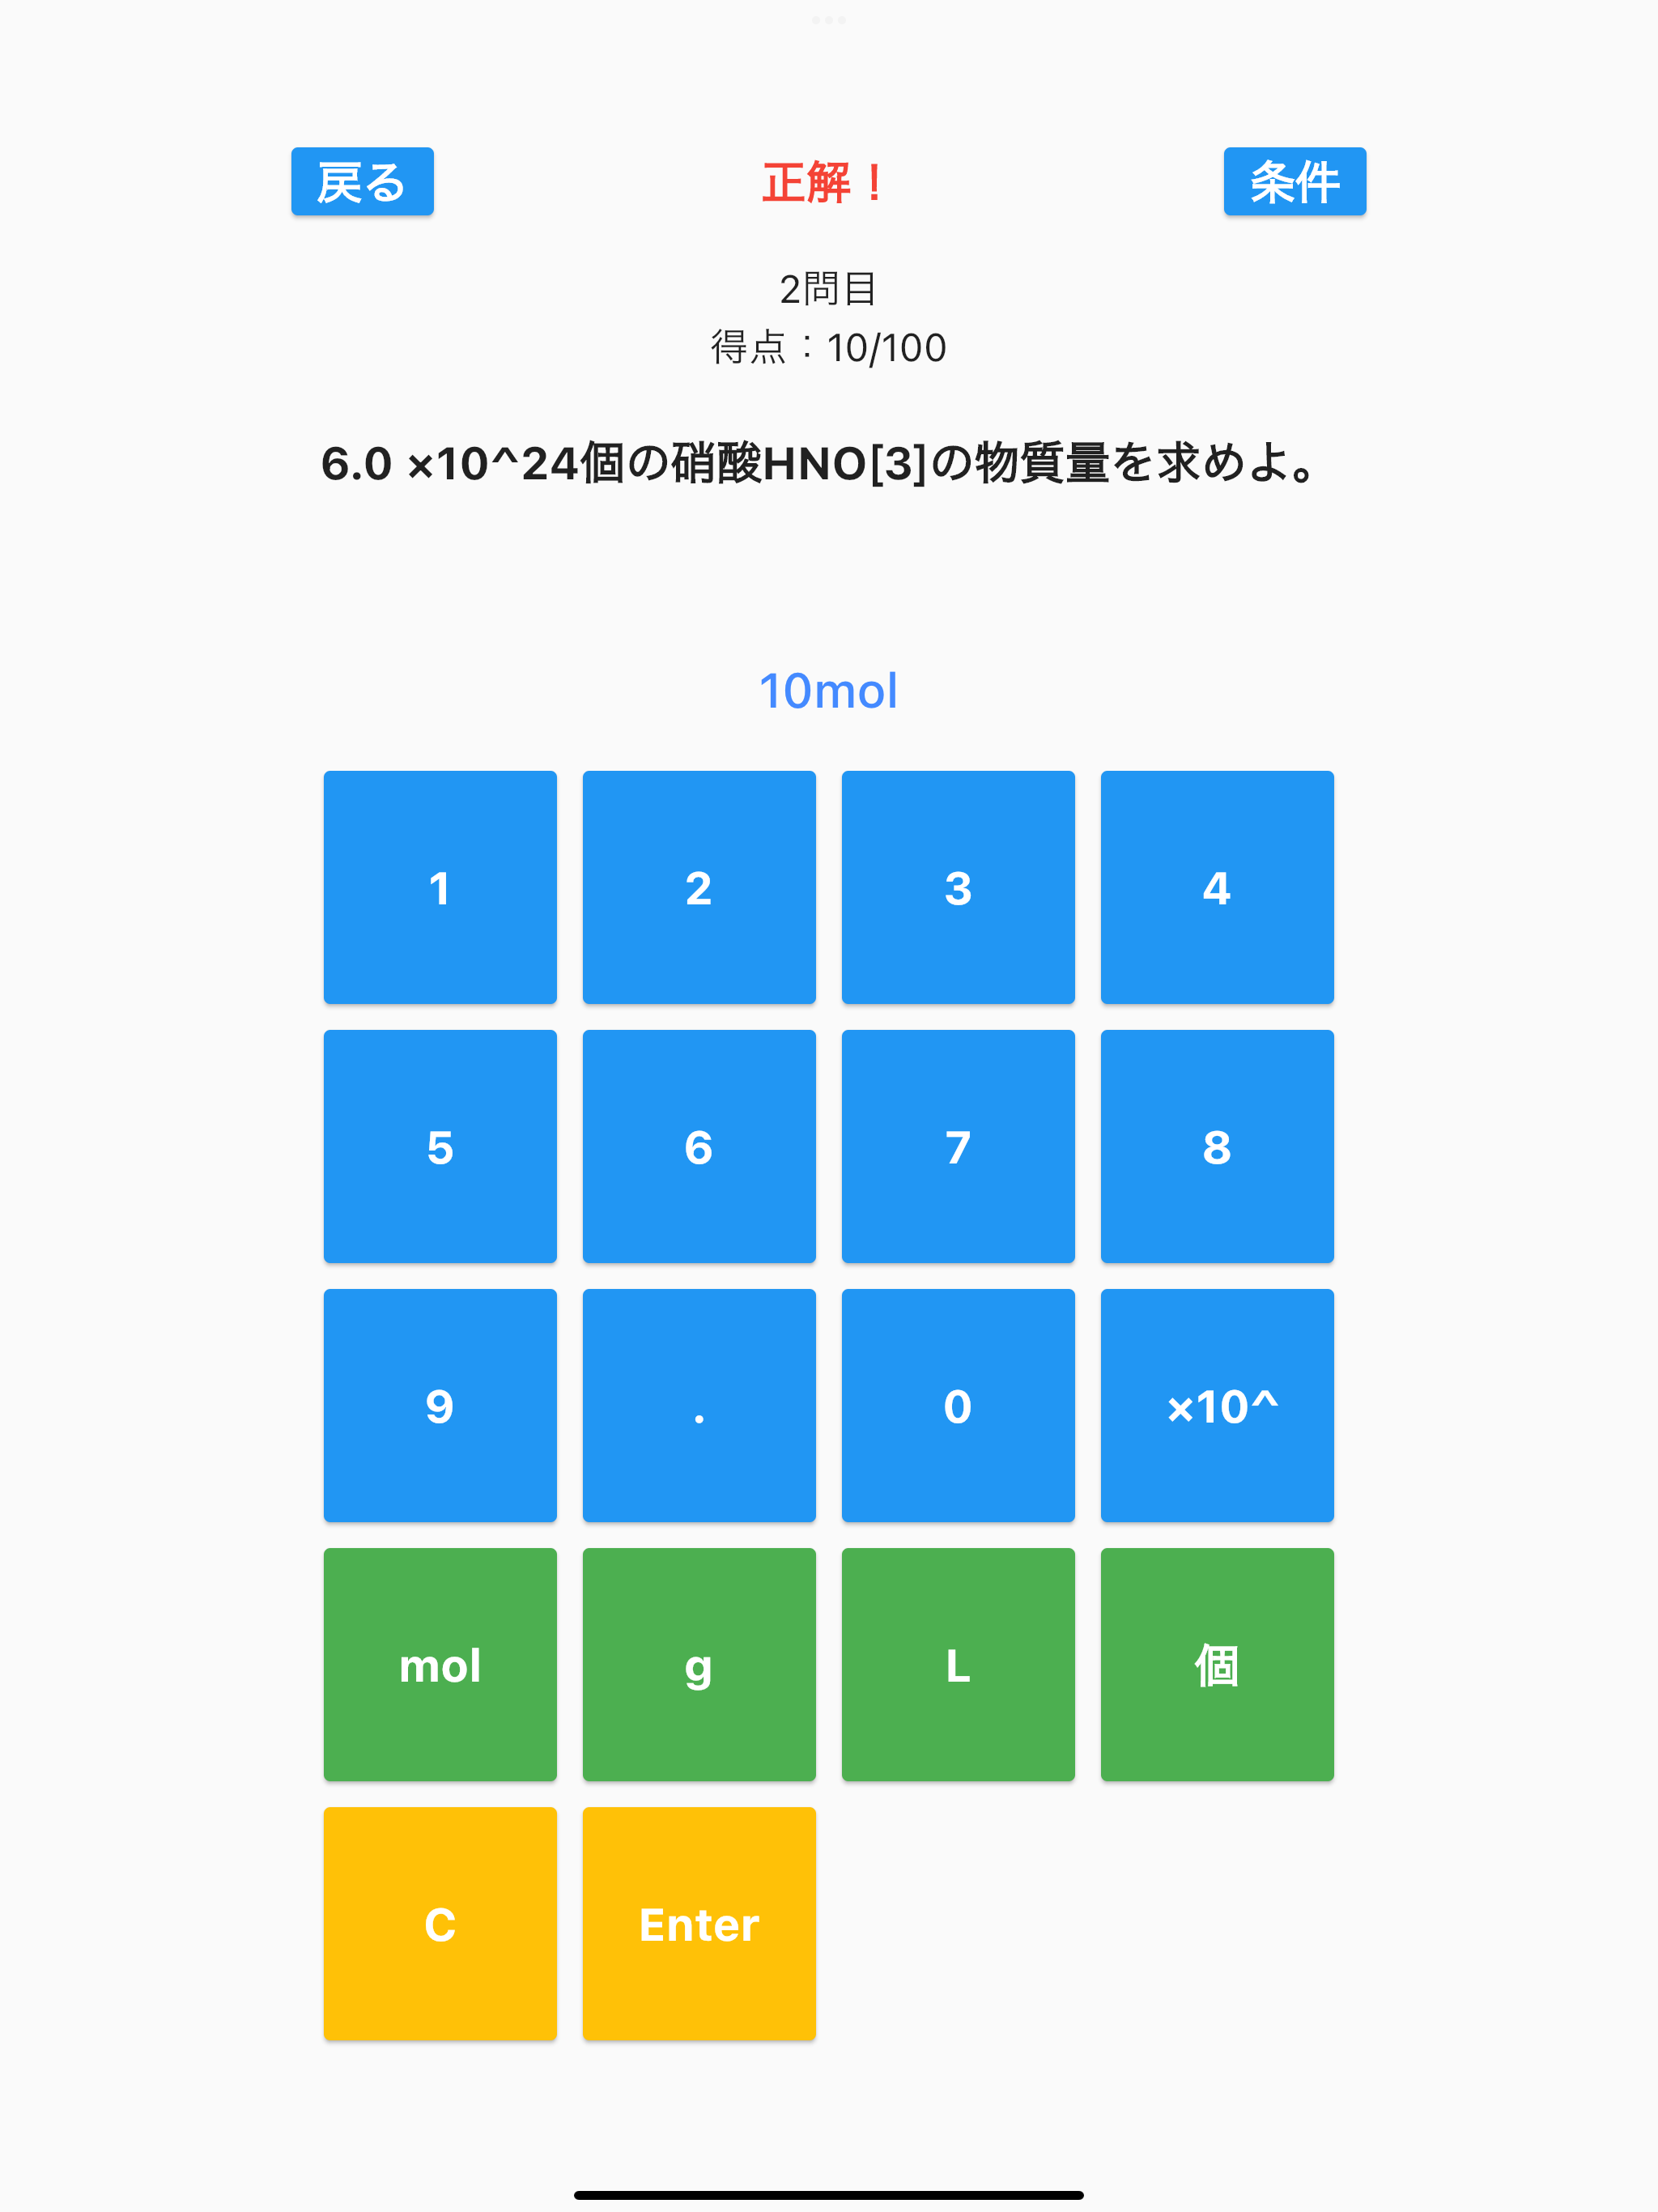 戻る 正解！ 条件
2問目
得点：10/100
6.0 ×10^24個の硝酸HNO[3]の物質量を求めよ。
10mol
1 2 3 4
5 6 7 8
9 . 0 ×10^
mol g L 個
C Enter